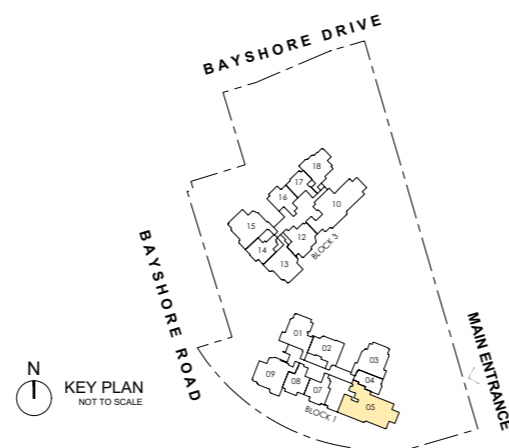 BAYSHORE DRIVE
18
17
16
10
15
12
14
13
BLOCK 3
BAYSHORE ROAD
01
02
03
09
08
07
04
05
BLOCK 1
MAIN ENTRANCE
N
KEY PLAN
NOT TO SCALE